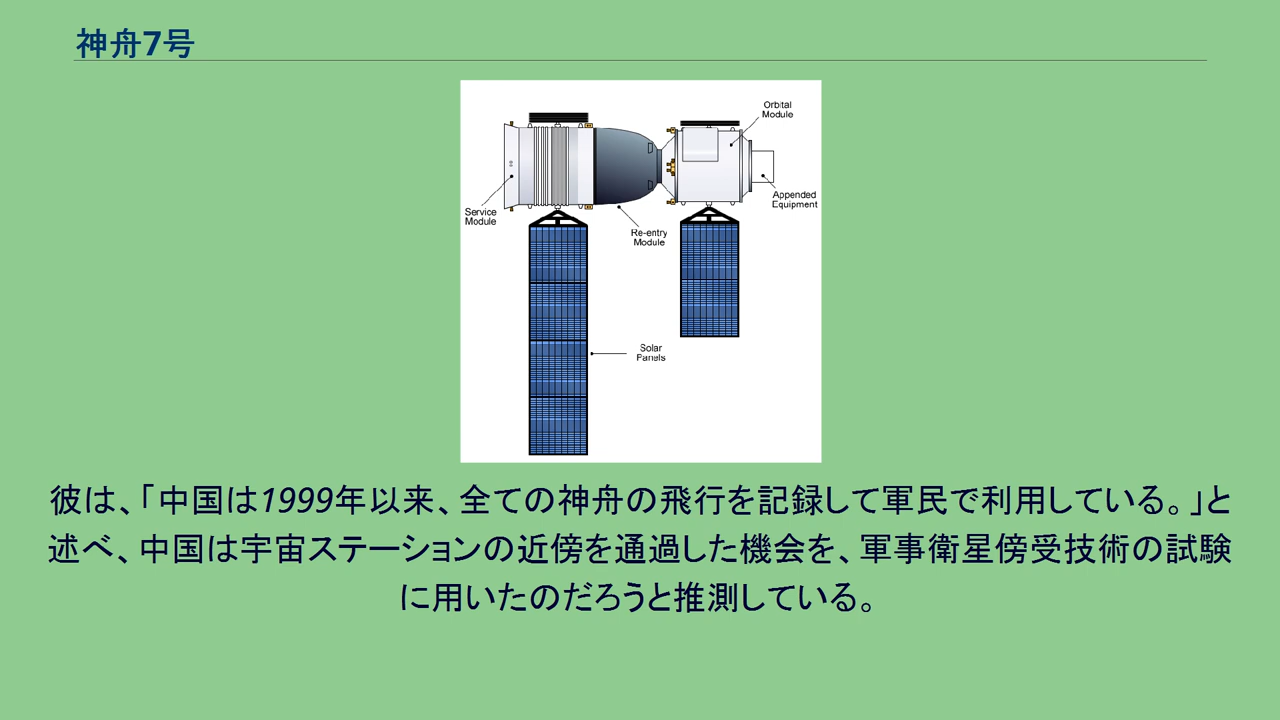 神舟7号
Orbital
Module
Appended
Equipment
Service
Module
Re-entry
Module
Solar
Panels
彼は、「中国は1999年以来、全ての神舟の飛行を記録して軍民で利用している。」と
述べ、中国は宇宙ステーションの近傍を通過した機会を、軍事衛星傍受技術の試験
に用いたのだろうと推測している。